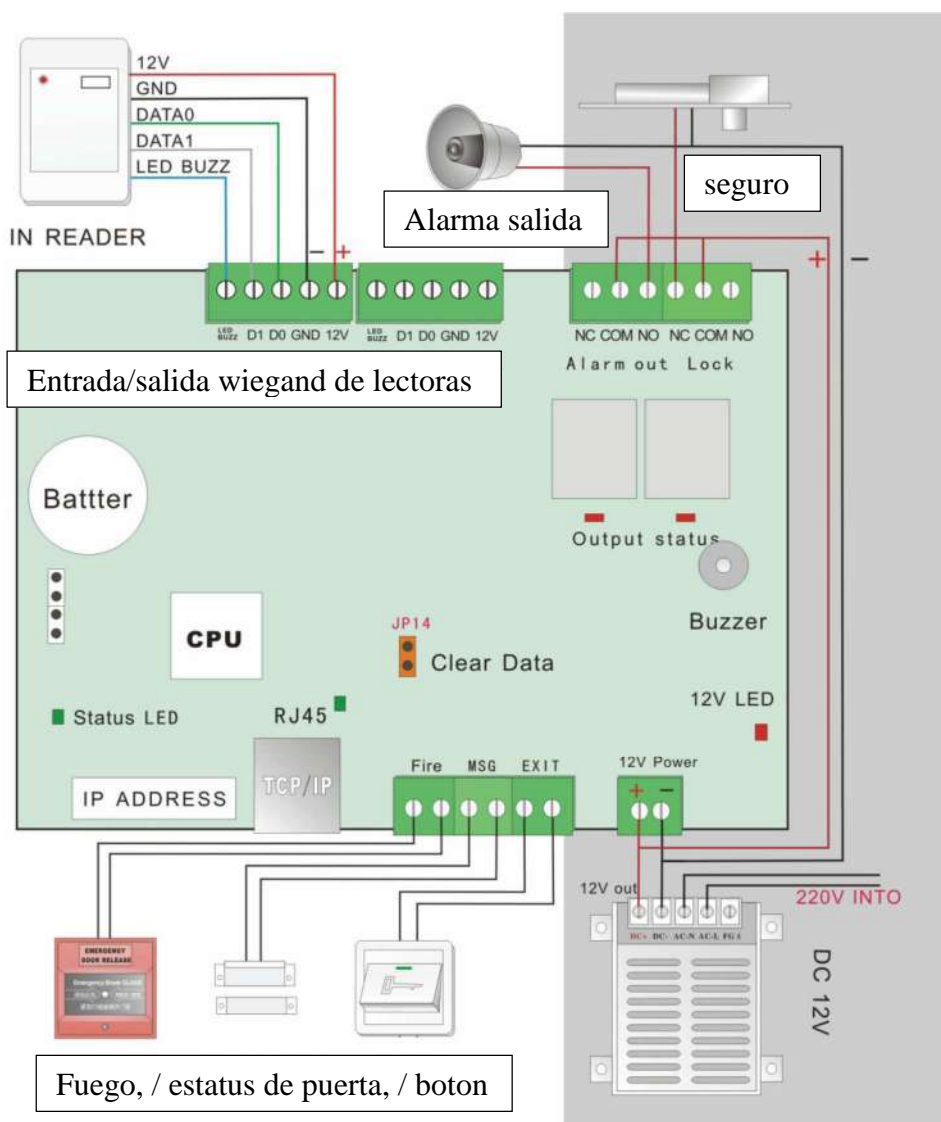 12V
GND
DATA0
DATA1
LED BUZZ
IN READER
− +
Alarma salida
seguro
+ −
LED BUZZ D1 D0 GND 12V
LED BUZZ D1 D0 GND 12V
NC COM NO NC COM NO
Alarm out Lock
Entrada/salida wiegand de lectoras
Battter
Output status
Buzzer
CPU
JP14
Clear Data
12V LED
Status LED
RJ45
TCP/IP
IP ADDRESS
Fire MSG EXIT
12V Power
+ −
12V out
220V INTO
DC+ DC- AC-N AC-L FG
DC 12V
EMERGENCY
DOOR RELEASE
Fuego, / estatus de puerta, / boton